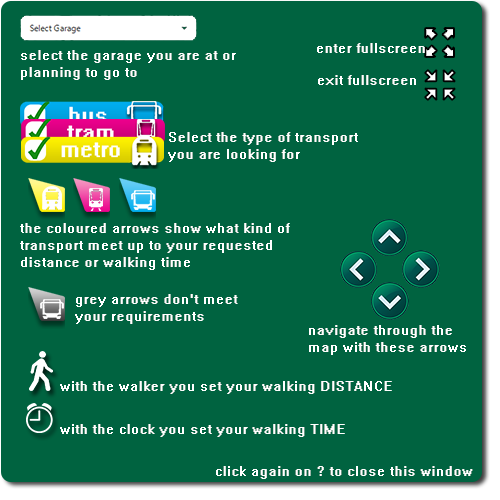 Select Garage
select the garage you are at or
planning to go to
enter fullscreen
exit fullscreen
bus
tram
metro
Select the type of transport
you are looking for
the coloured arrows show what kind of
transport meet up to your requested
distance or walking time
grey arrows don't meet
your requirements
navigate through the
map with these arrows
with the walker you set your walking DISTANCE
with the clock you set your walking TIME
click again on ? to close this window